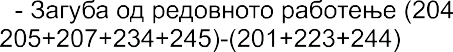 - Загуба од редовното работење (204
205+207+234+245)-(201+223+244)